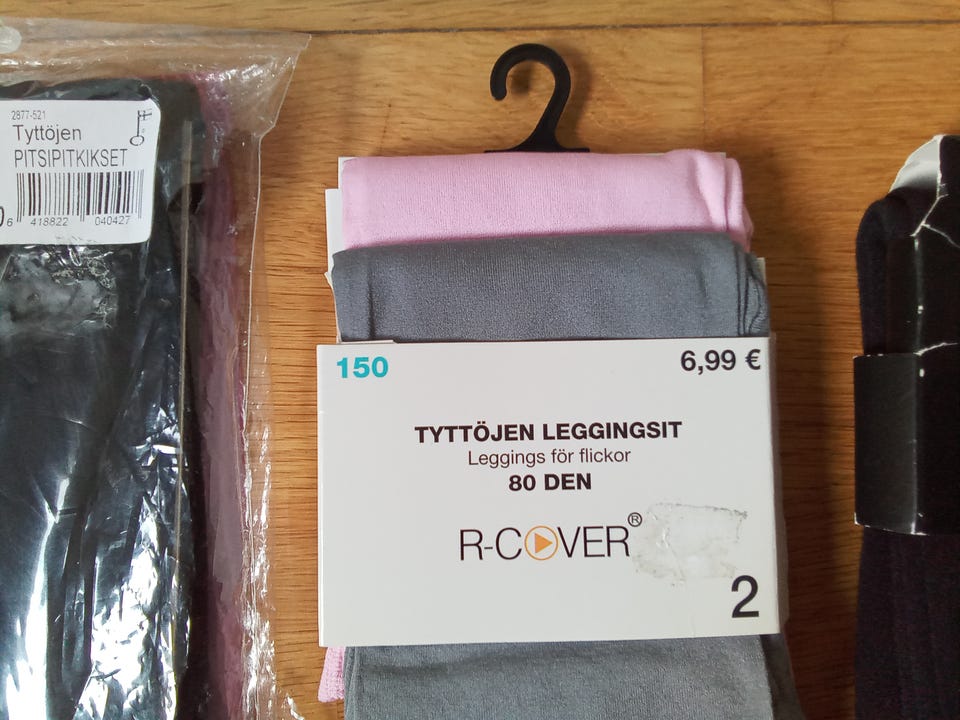 2877-521
Tyttöjen
PITSIPITKIKSET
6 418822 040427
150
6,99 €
TYTTÖJEN LEGGINGSIT
Leggings för flickor
80 DEN
R-COVER®
2